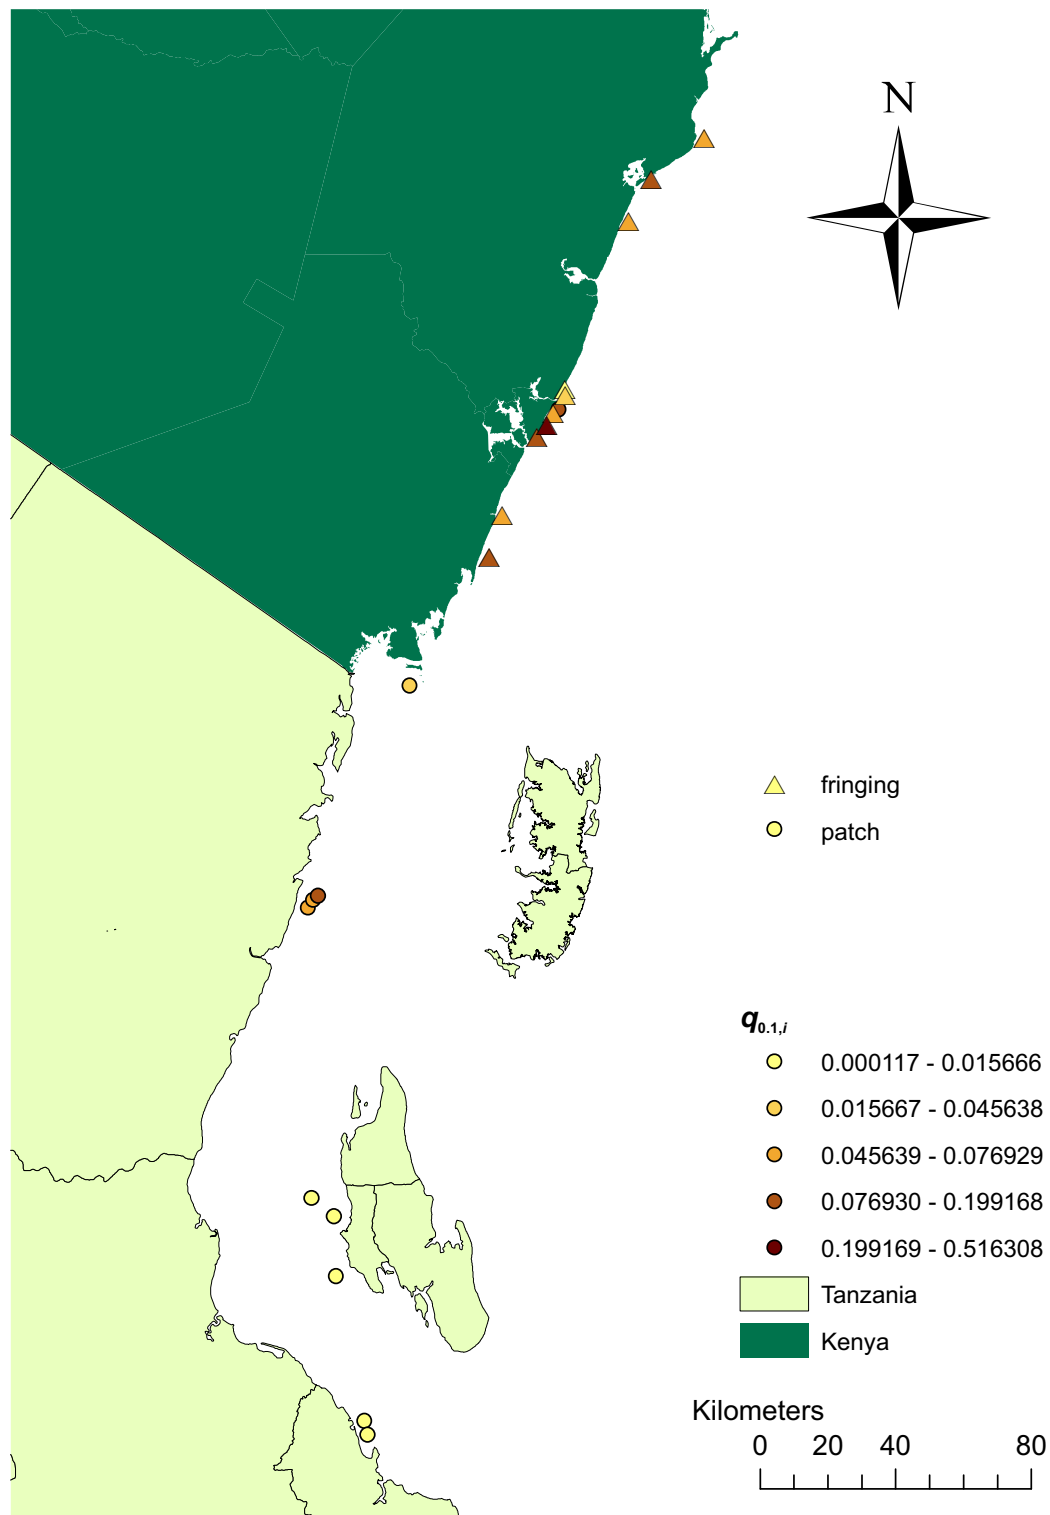 N
fringing
patch
q0.1,i
0.000117 - 0.015666
0.015667 - 0.045638
0.045639 - 0.076929
0.076930 - 0.199168
0.199169 - 0.516308
Tanzania
Kenya
Kilometers
0 20 40 80